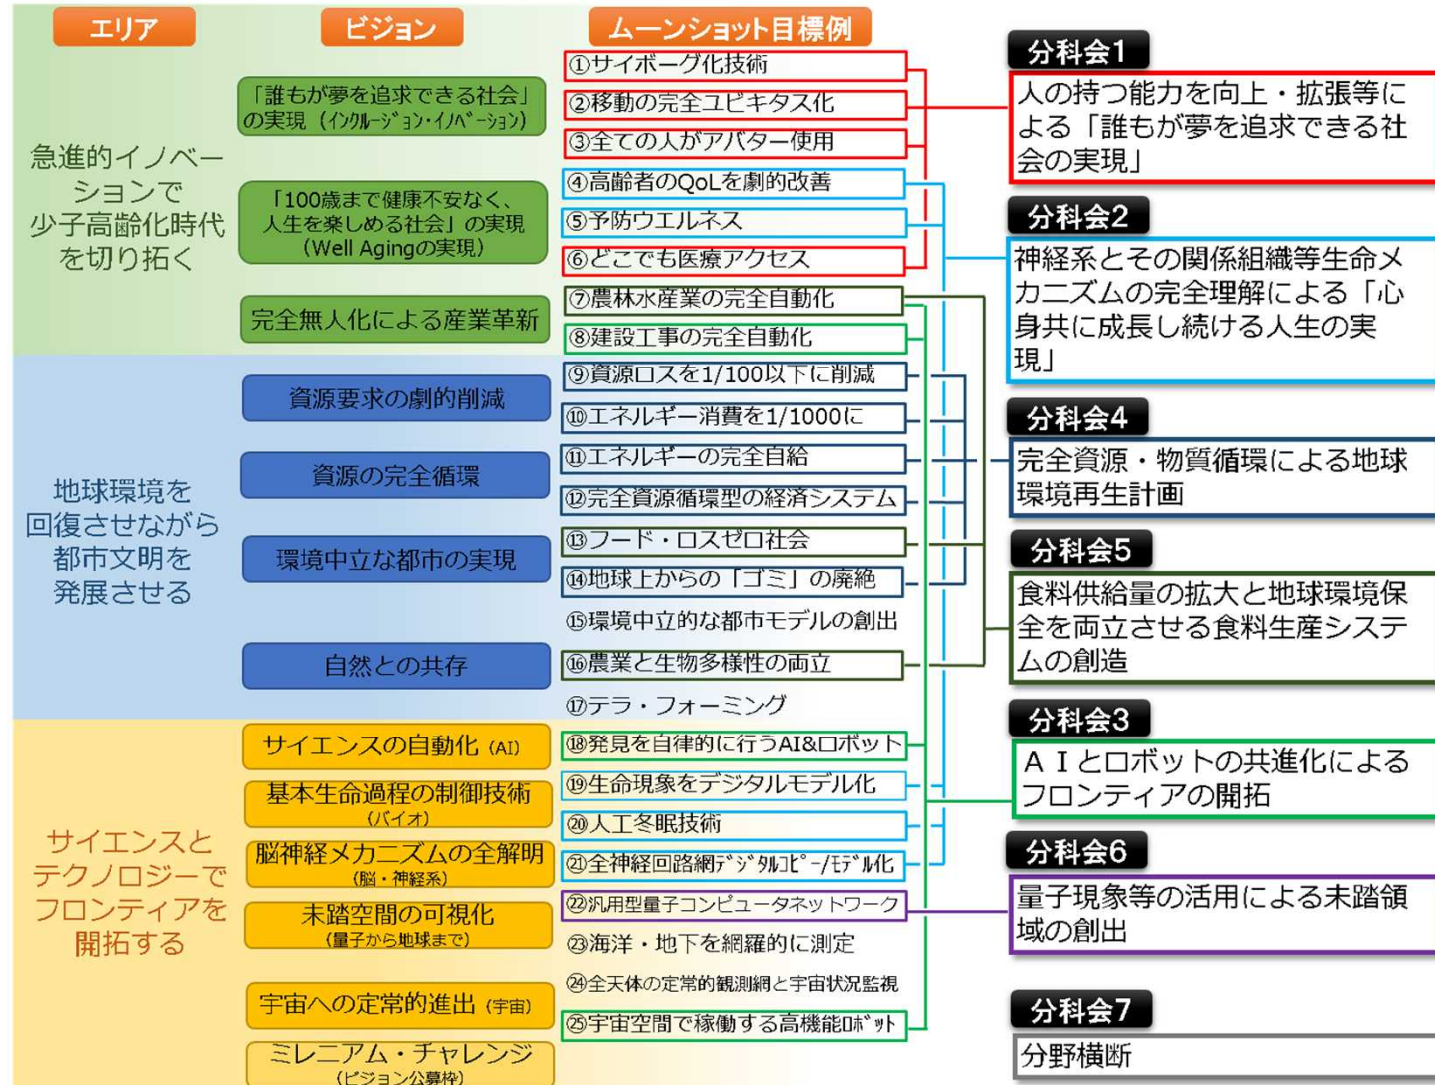 エリア
ビジョン
ムーンショット目標例
急進的イノベー
ションで
少子高齢化時代
を切り拓く
「誰もが夢を追求できる社会」
の実現（インクルージョン・イノベーション）
「100歳まで健康不安なく、
人生を楽しめる社会」の実現
（Well Agingの実現）
完全無人化による産業革新
①サイボーグ化技術
②移動の完全ユビキタス化
③全ての人がアバター使用
④高齢者のQoLを劇的改善
⑤予防ウエルネス
⑥どこでも医療アクセス
⑦農林水産業の完全自動化
⑧建設工事の完全自動化
地球環境を
回復させながら
都市文明を
発展させる
資源要求の劇的削減
資源の完全循環
環境中立な都市の実現
自然との共存
⑨資源ロスを1/100以下に削減
⑩エネルギー消費を1/1000に
⑪エネルギーの完全自給
⑫完全資源循環型の経済システム
⑬フード・ロスゼロ社会
⑭地球上からの「ゴミ」の廃絶
⑮環境中立的な都市モデルの創出
⑯農業と生物多様性の両立
⑰テラ・フォーミング
サイエンスと
テクノロジーで
フロンティアを
開拓する
サイエンスの自動化（AI）
基本生命過程の制御技術
（バイオ）
脳神経メカニズムの全解明
（脳・神経系）
未踏空間の可視化
（量子から地球まで）
宇宙への定常的進出（宇宙）
ミレニアム・チャレンジ
（ビジョン公募枠）
⑱発見を自律的に行うAI&ロボット
⑲生命現象をデジタルモデル化
⑳人工冬眠技術
㉑全神経回路網デジタルコピー/モデル化
㉒汎用型量子コンピュータネットワーク
㉓海洋・地下を網羅的に測定
㉔全天体の定常的観測網と宇宙状況監視
㉕宇宙空間で稼働する高機能ロボット
分科会1
人の持つ能力を向上・拡張等に
よる「誰もが夢を追求できる社
会の実現」
分科会2
神経系とその関係組織等生命メ
カニズムの完全理解による「心
身共に成長し続ける人生の実
現」
分科会4
完全資源・物質循環による地球
環境再生計画
分科会5
食料供給量の拡大と地球環境保
全を両立させる食料生産システ
ムの創造
分科会3
ＡＩとロボットの共進化による
フロンティアの開拓
分科会6
量子現象等の活用による未踏領
域の創出
分科会7
分野横断